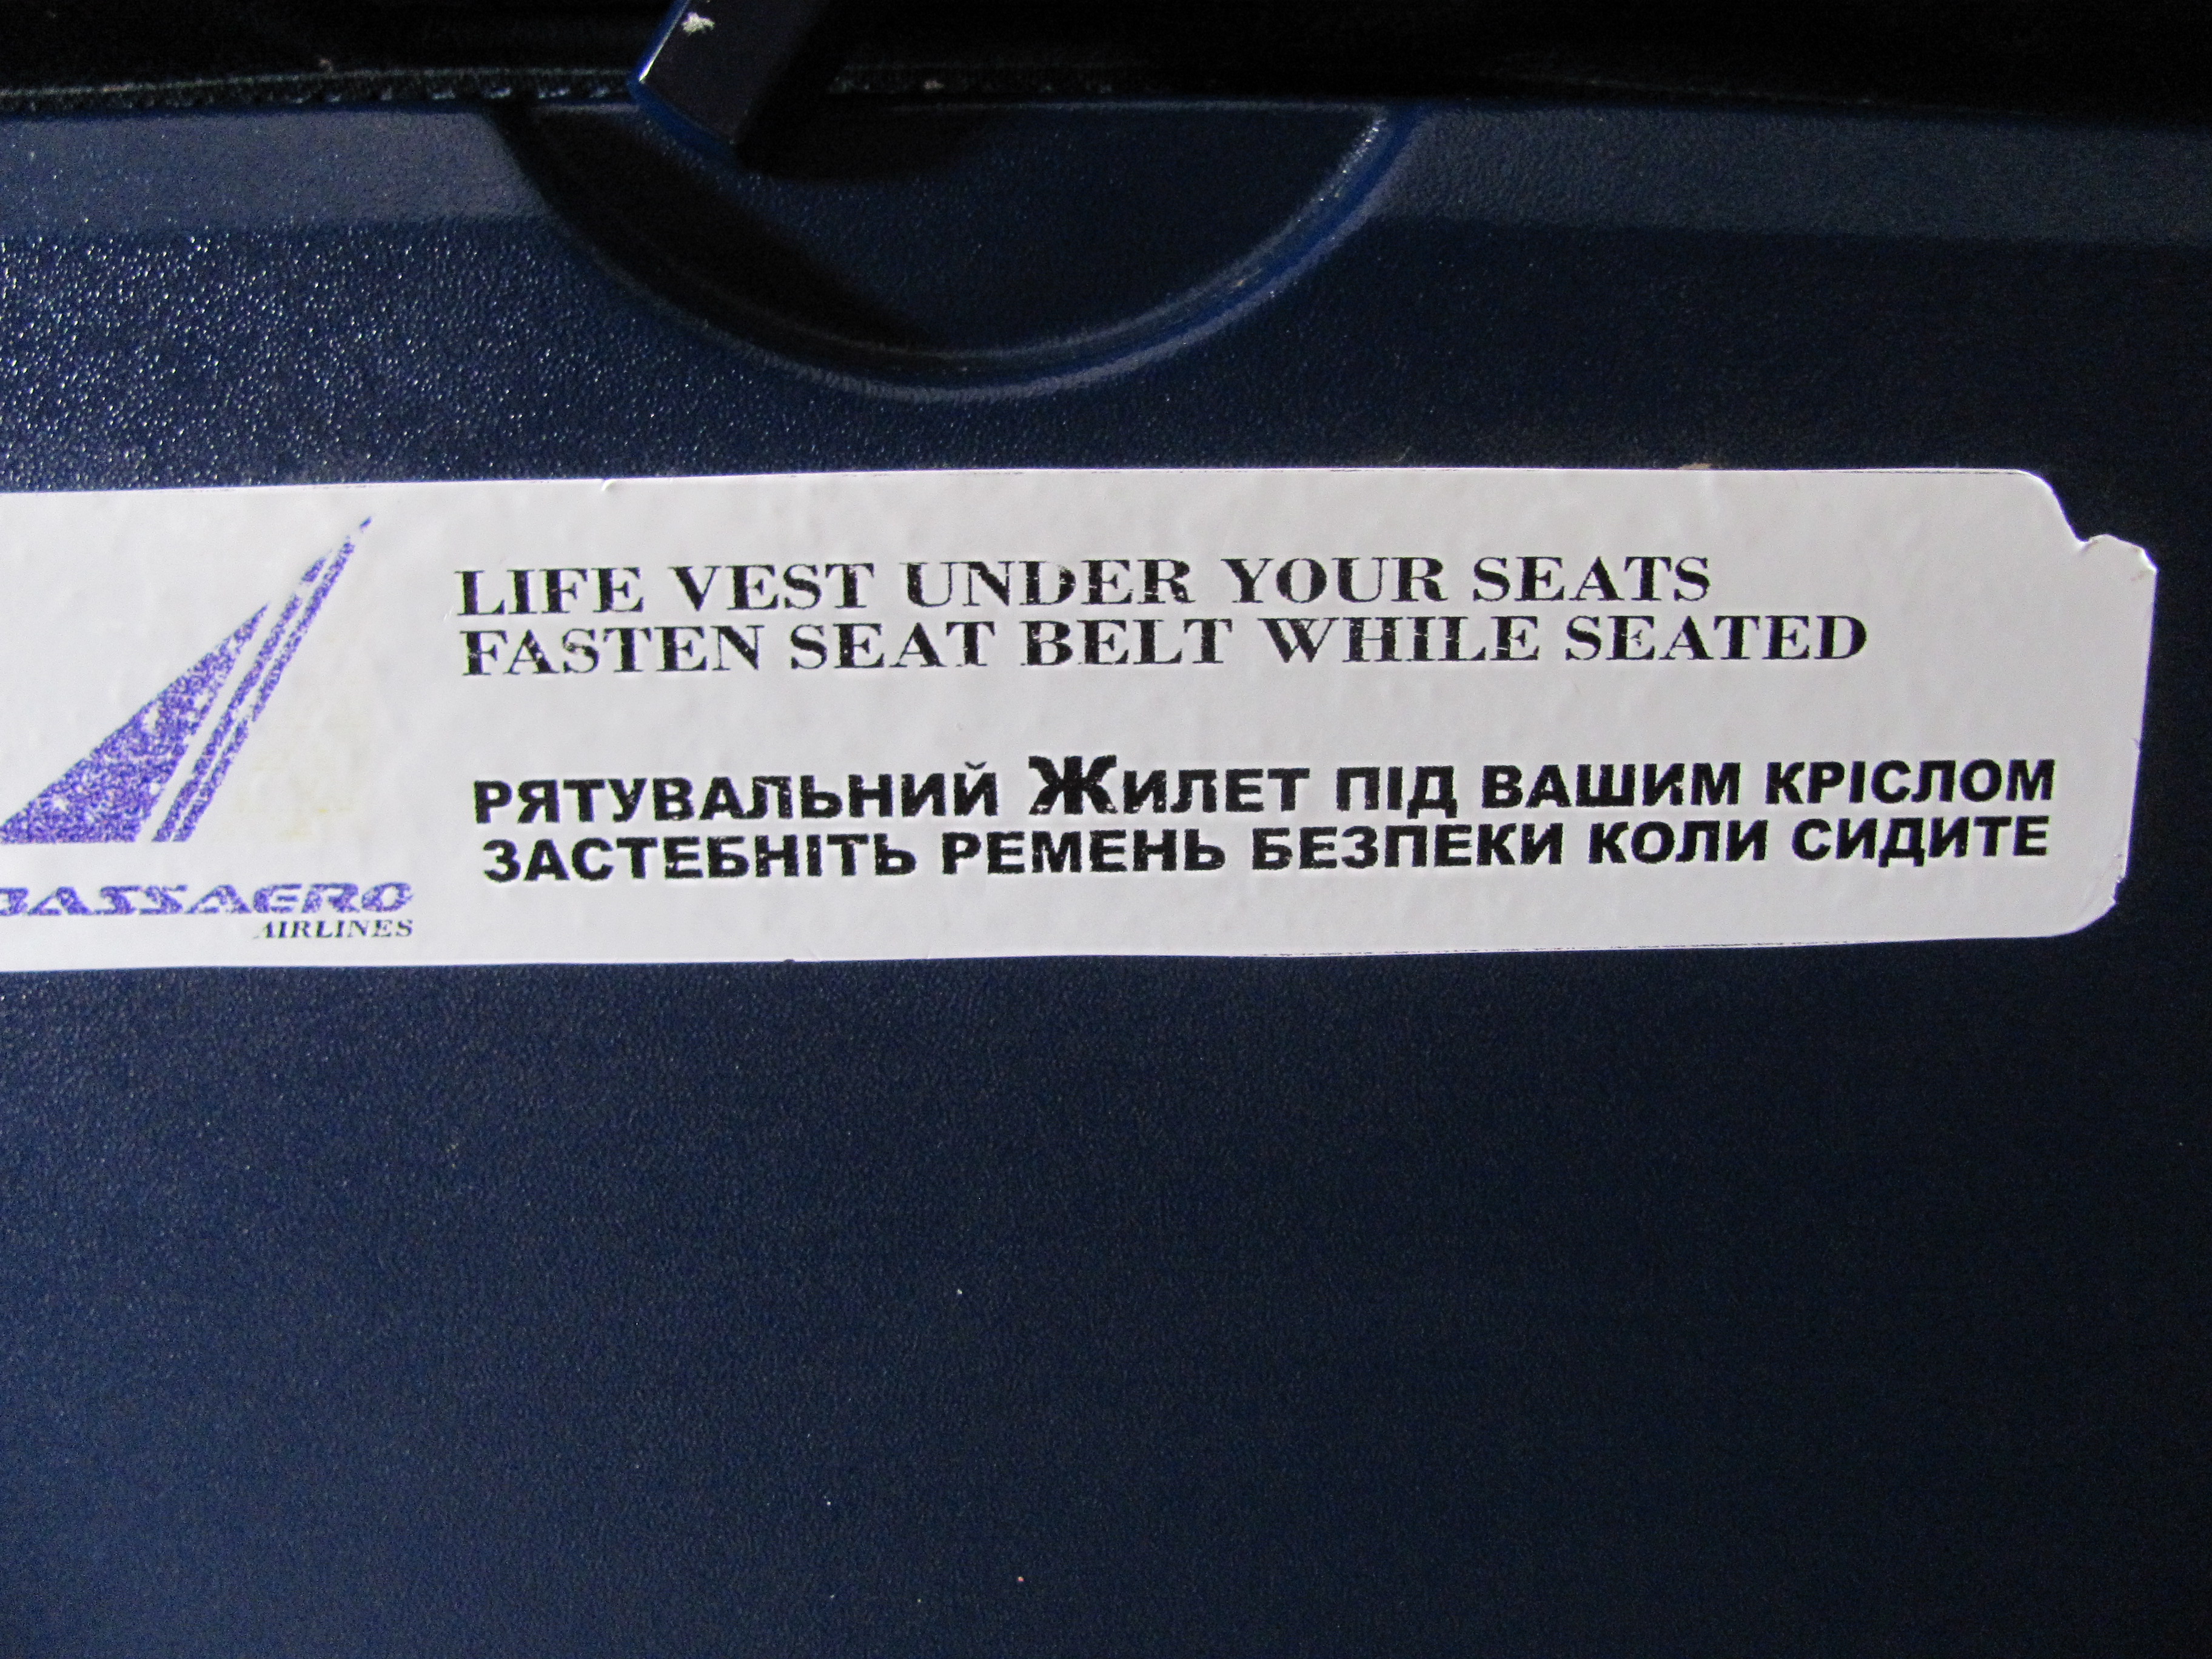 LIFE VEST UNDER YOUR SEATS
FASTEN SEAT BELT WHILE SEATED
РЯТУВАЛЬНИЙ ЖИЛЕТ ПІД ВАШИМ КРІСЛОМ
ЗАСТЕБНІТЬ РЕМЕНЬ БЕЗПЕКИ КОЛИ СИДИТЕ
BASSAERO
AIRLINES